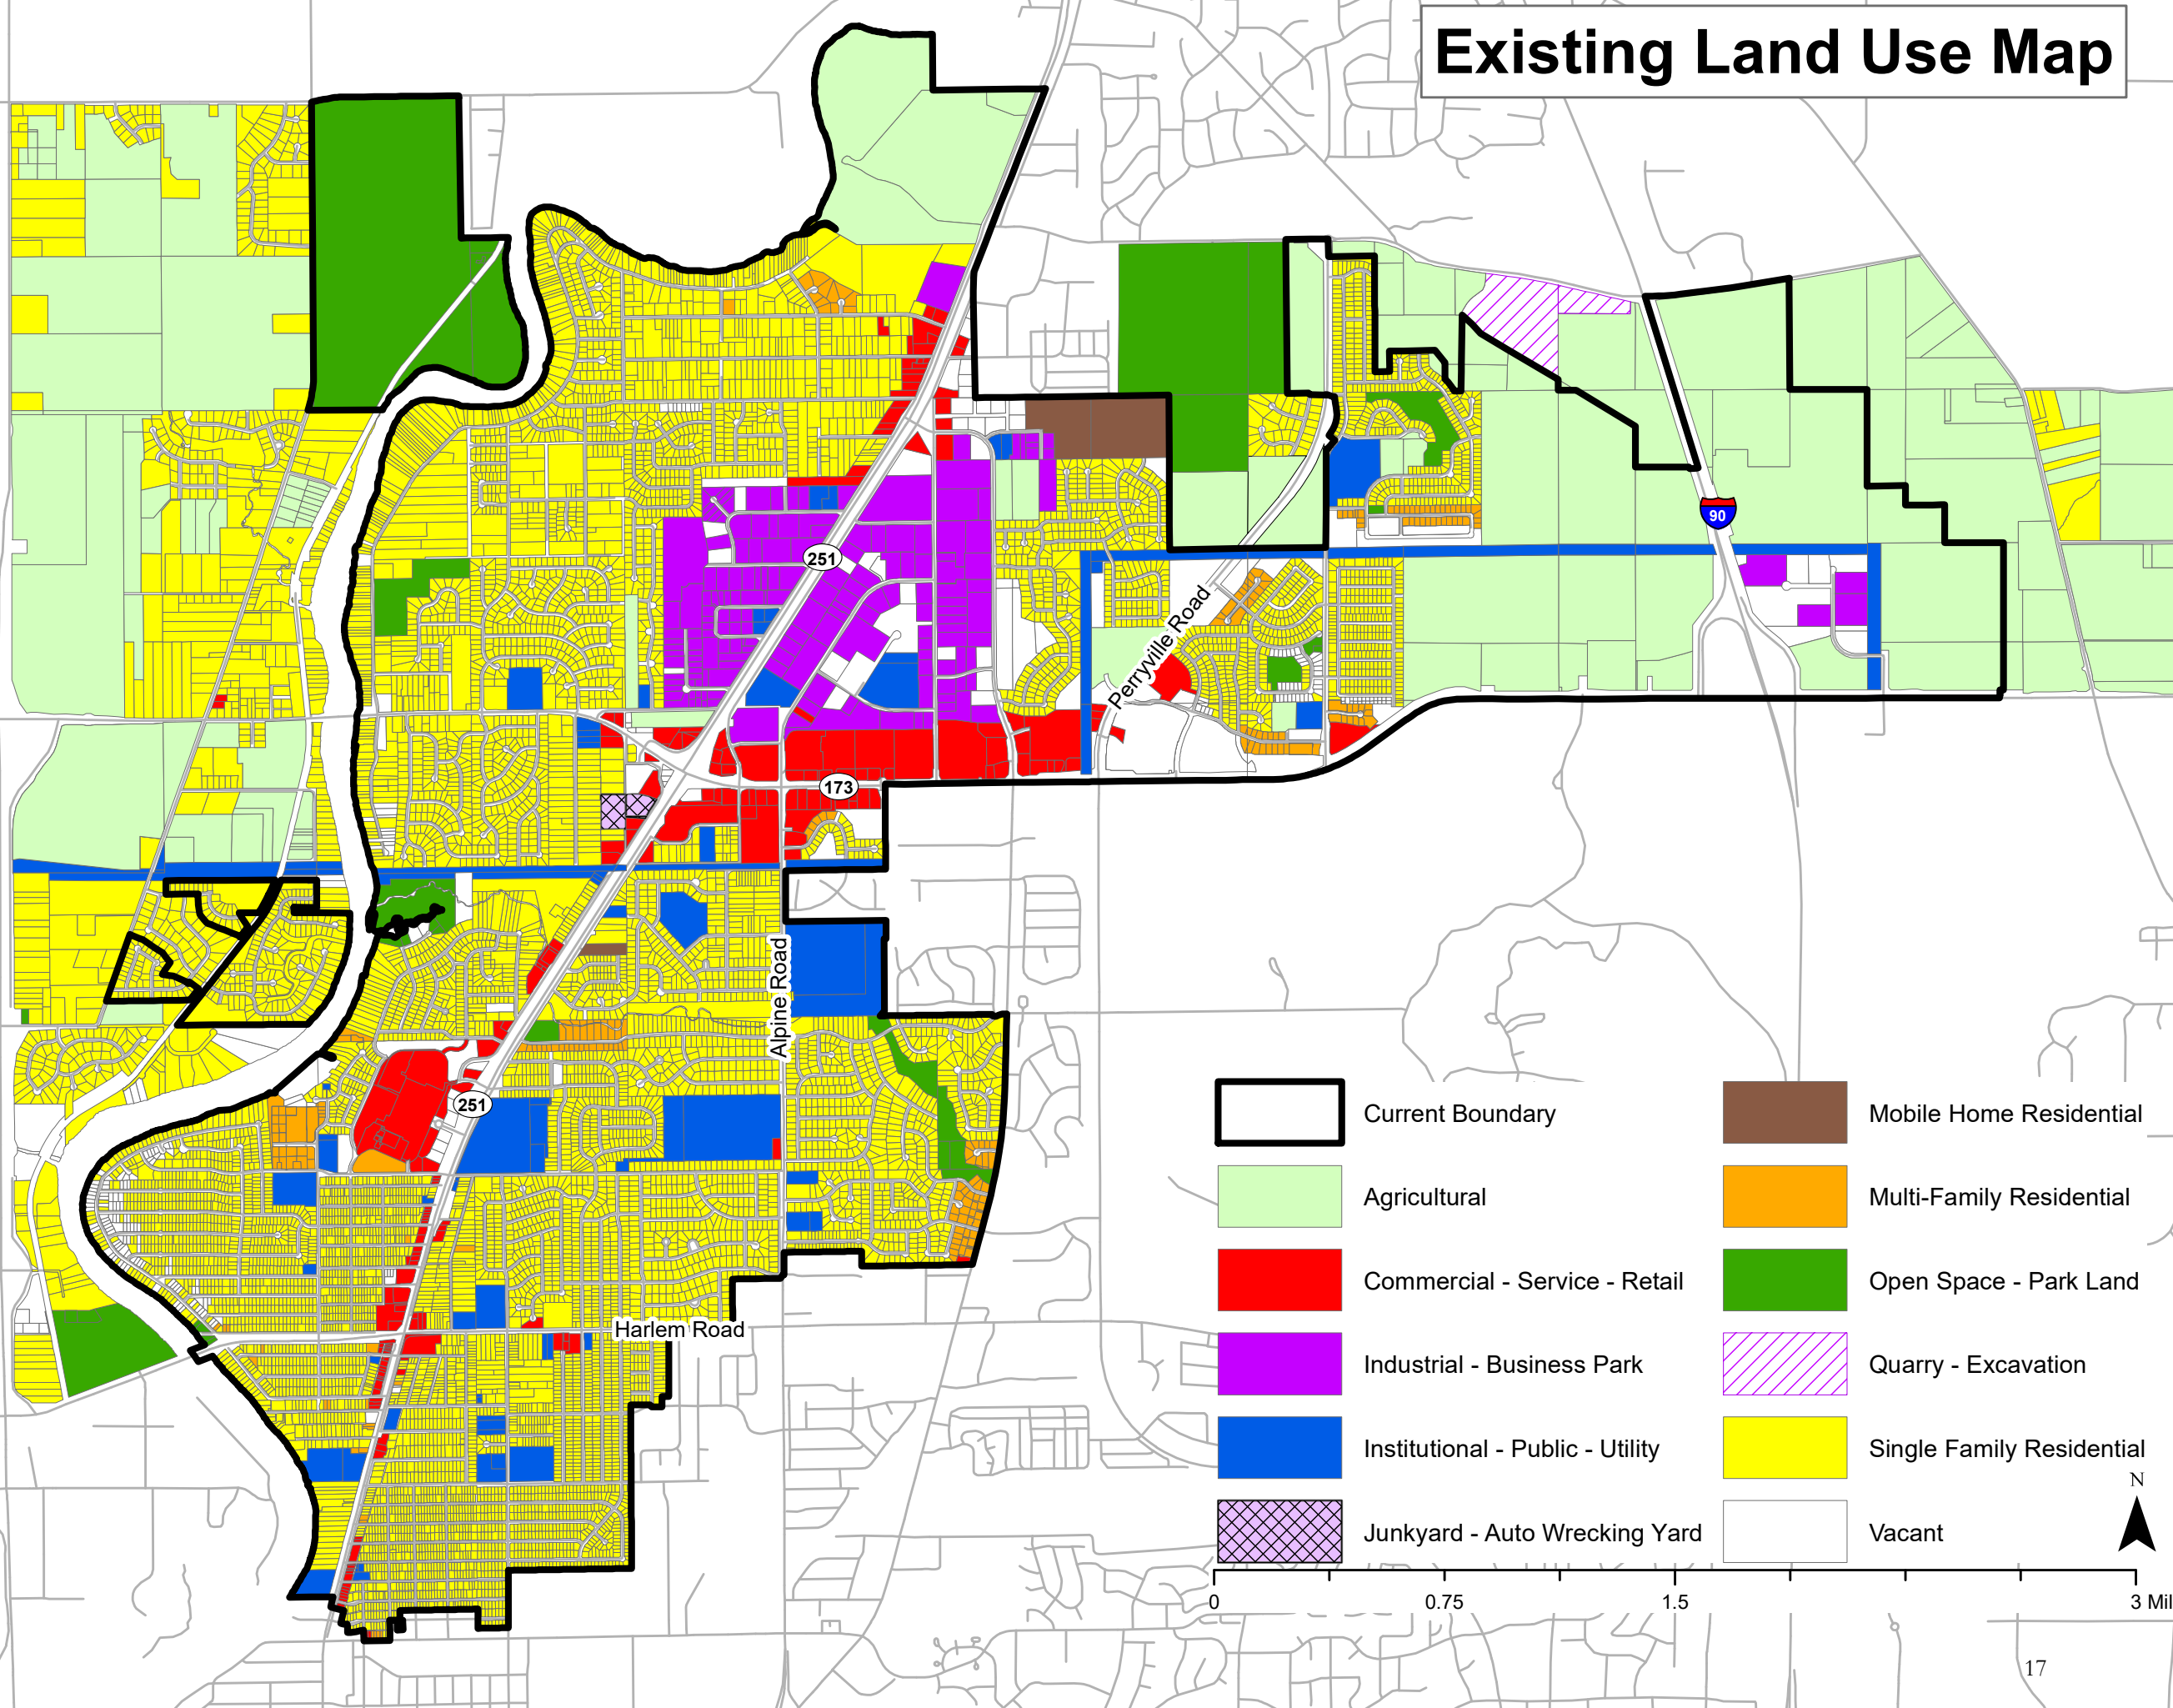 Existing Land Use Map
90
251
Perryville Road
173
Alpine Road
251
Harlem Road
Current Boundary
Agricultural
Commercial - Service - Retail
Industrial - Business Park
Institutional - Public - Utility
Junkyard - Auto Wrecking Yard
Mobile Home Residential
Multi-Family Residential
Open Space - Park Land
Quarry - Excavation
Single Family Residential
Vacant
N
0 0.75 1.5 3 Mil
17